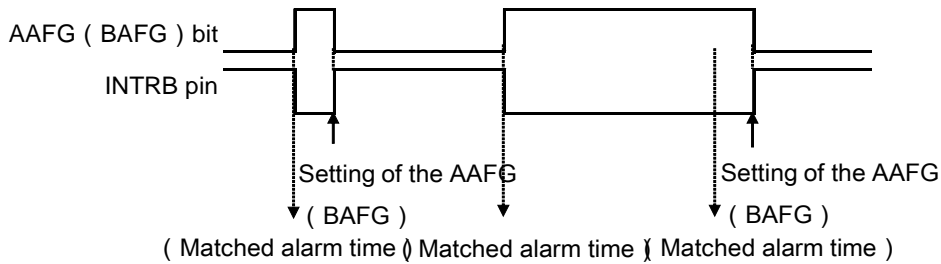 AAFG ( BAFG ) bit
INTRB pin
Setting of the AAFG
( BAFG )
Setting of the AAFG
( BAFG )
( Matched alarm time )
( Matched alarm time )
( Matched alarm time )